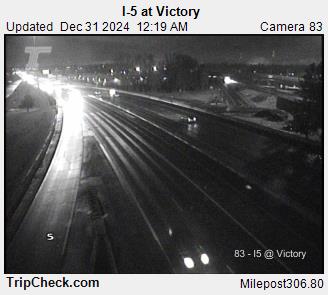 I-5 at Victory
Updated Dec 31 2024 12:19 AM Camera 83
T
S
83 - I5 @ Victory
TripCheck.com Milepost306.80